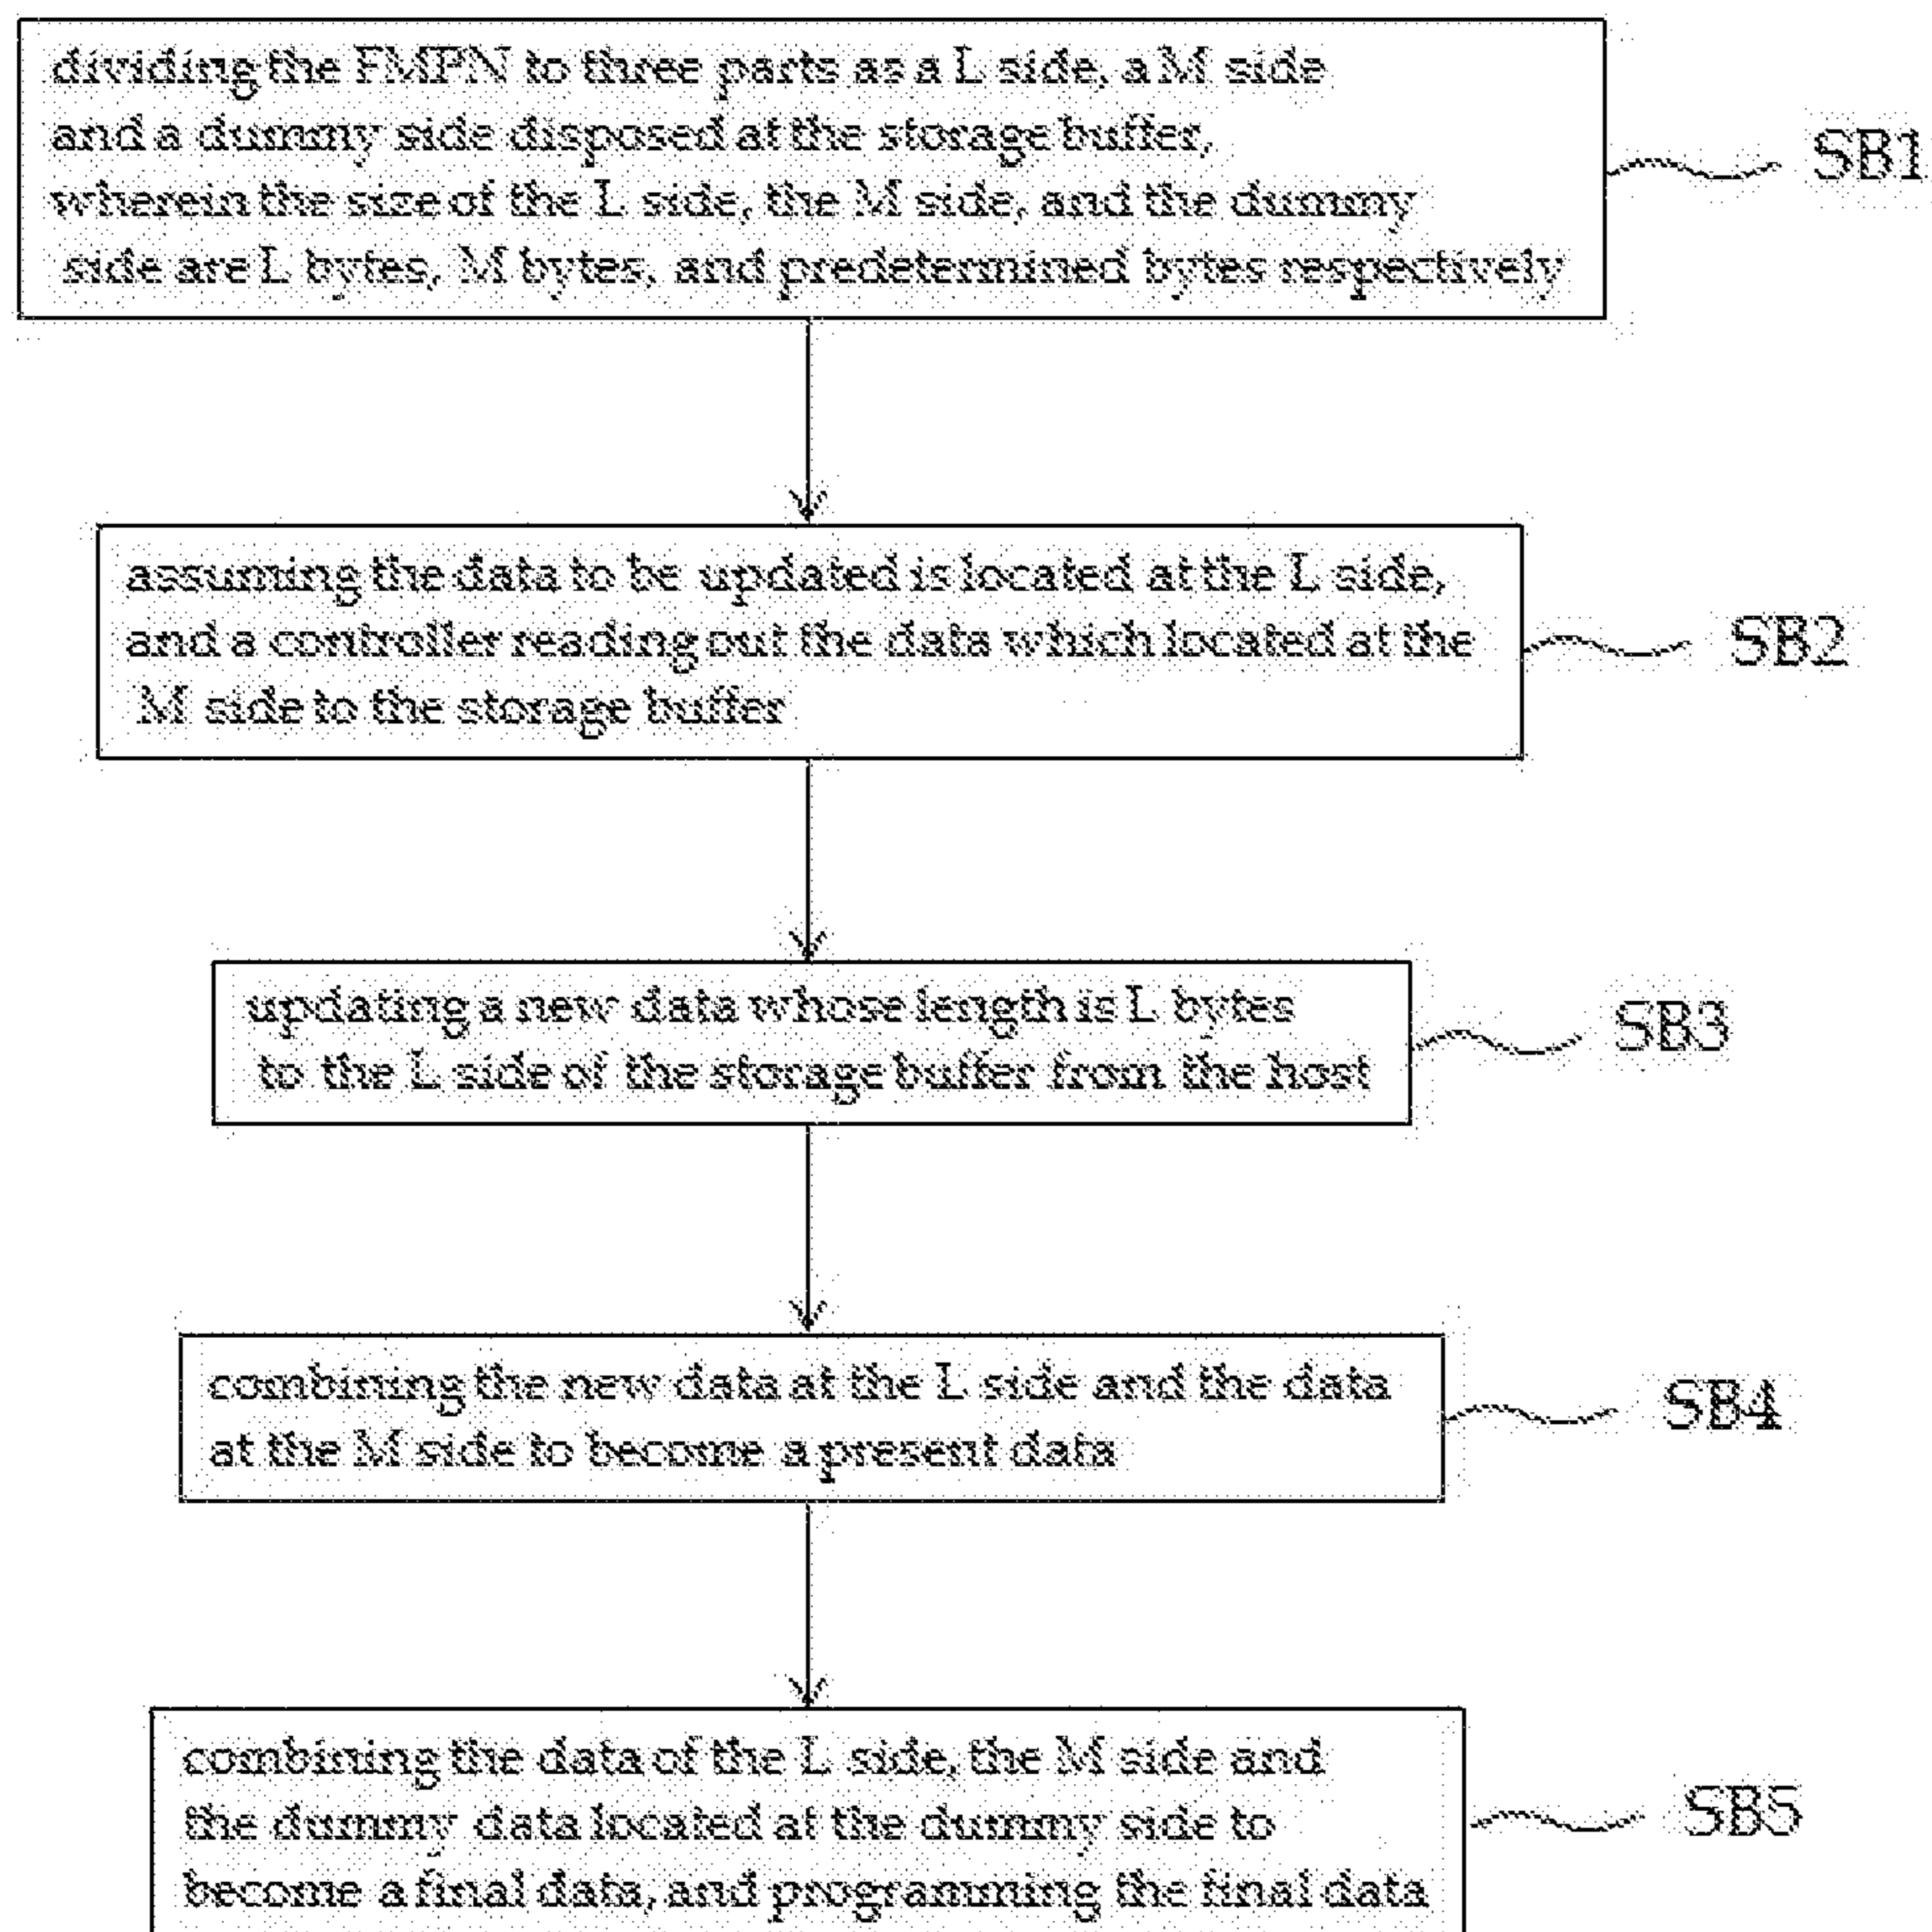 dividing the FMPN to three parts as a L side, a M side
and a dummy side disposed at the storage buffer,
wherein the size of the L side, the M side, and the dummy
side are L bytes, M bytes, and predetermined bytes respectively
SB1
assuming the data to be updated is located at the L side,
and a controller reading out the data which located at the
M side to the storage buffer
SB2
updating a new data whose length is L bytes
to the L side of the storage buffer from the host
SB3
combining the new data at the L side and the data
at the M side to become a present data
SB4
combining the data of the L side, the M side and
the dummy data located at the dummy side to
become a final data, and programming the final data
SB5